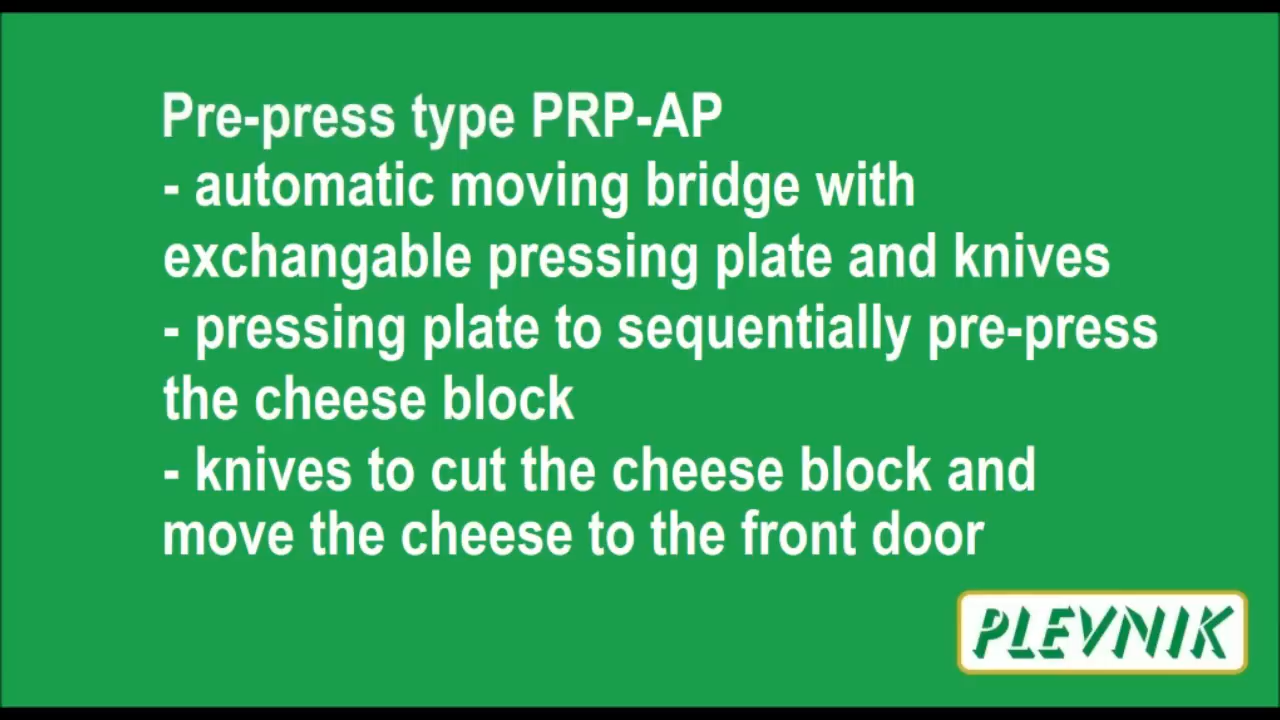 Pre-press type PRP-AP
- automatic moving bridge with
exchangable pressing plate and knives
- pressing plate to sequentially pre-press
the cheese block
- knives to cut the cheese block and
move the cheese to the front door
PLEVNIK